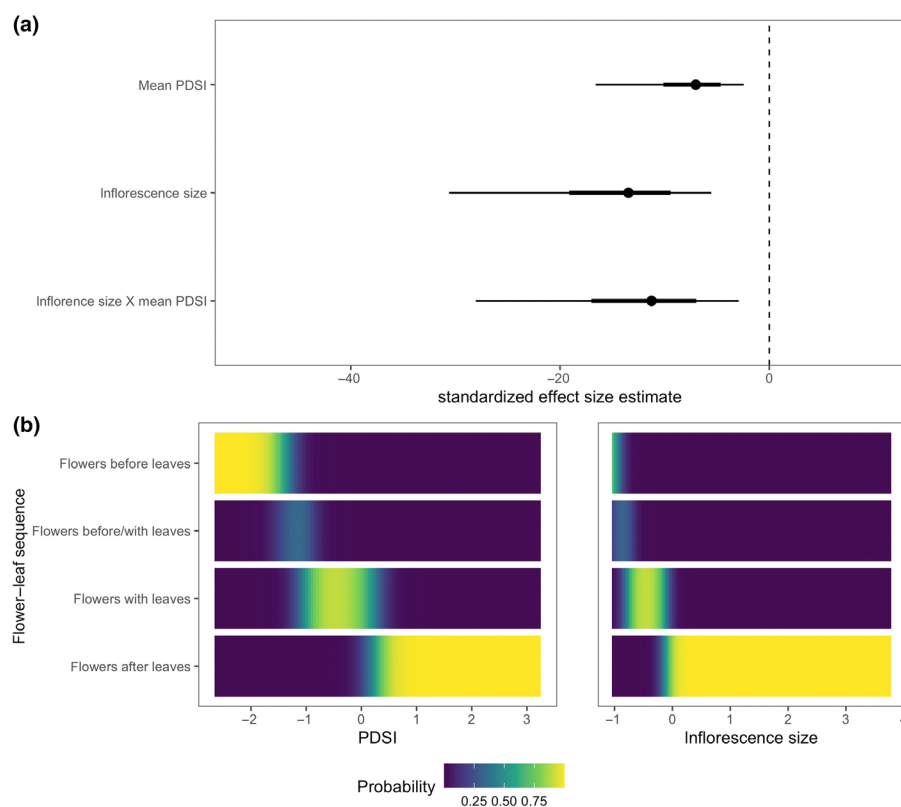 (a)
Mean PDSI
Inflorescence size
Inflorence size X mean PDSI
−40
−20
0
standardized effect size estimate
(b)
Flower−leaf sequence
Flowers before leaves
Flowers before/with leaves
Flowers with leaves
Flowers after leaves
−2 −1 0 1 2 3
PDSI
−1 0 1 2 3
Inflorescence size
Probability
0.25 0.50 0.75